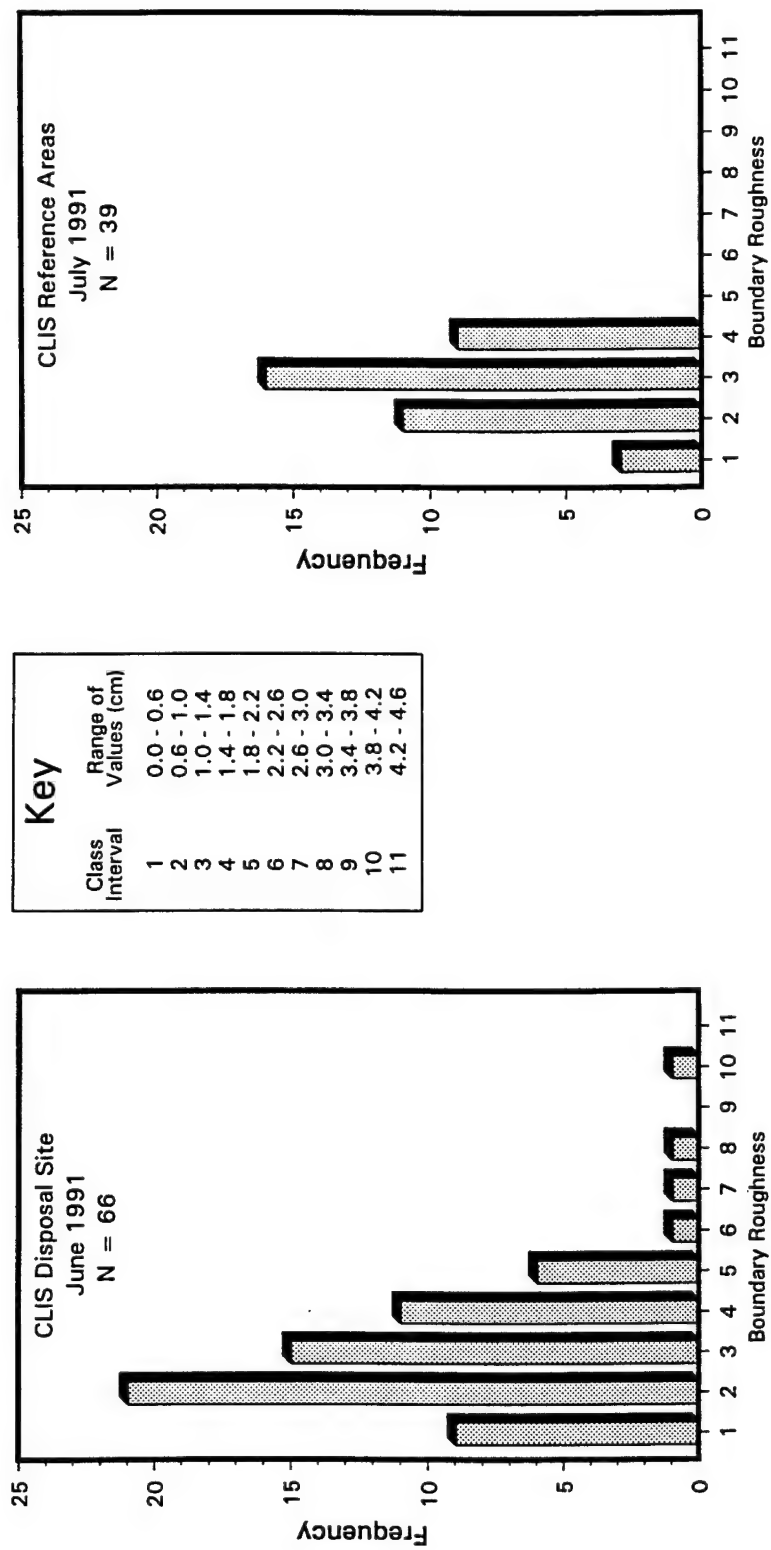 CLIS Disposal Site
June 1991
N = 66
25
20
15
10
5
0
Frequency
1 2 3 4 5 6 7 8 9 10 11
Boundary Roughness
Key
Class Interval
Range of Values (cm)
1 0.0 - 0.6
2 0.6 - 1.0
3 1.0 - 1.4
4 1.4 - 1.8
5 1.8 - 2.2
6 2.2 - 2.6
7 2.6 - 3.0
8 3.0 - 3.4
9 3.4 - 3.8
10 3.8 - 4.2
11 4.2 - 4.6
CLIS Reference Areas
July 1991
N = 39
25
20
15
10
5
0
Frequency
1 2 3 4 5 6 7 8 9 10 11
Boundary Roughness